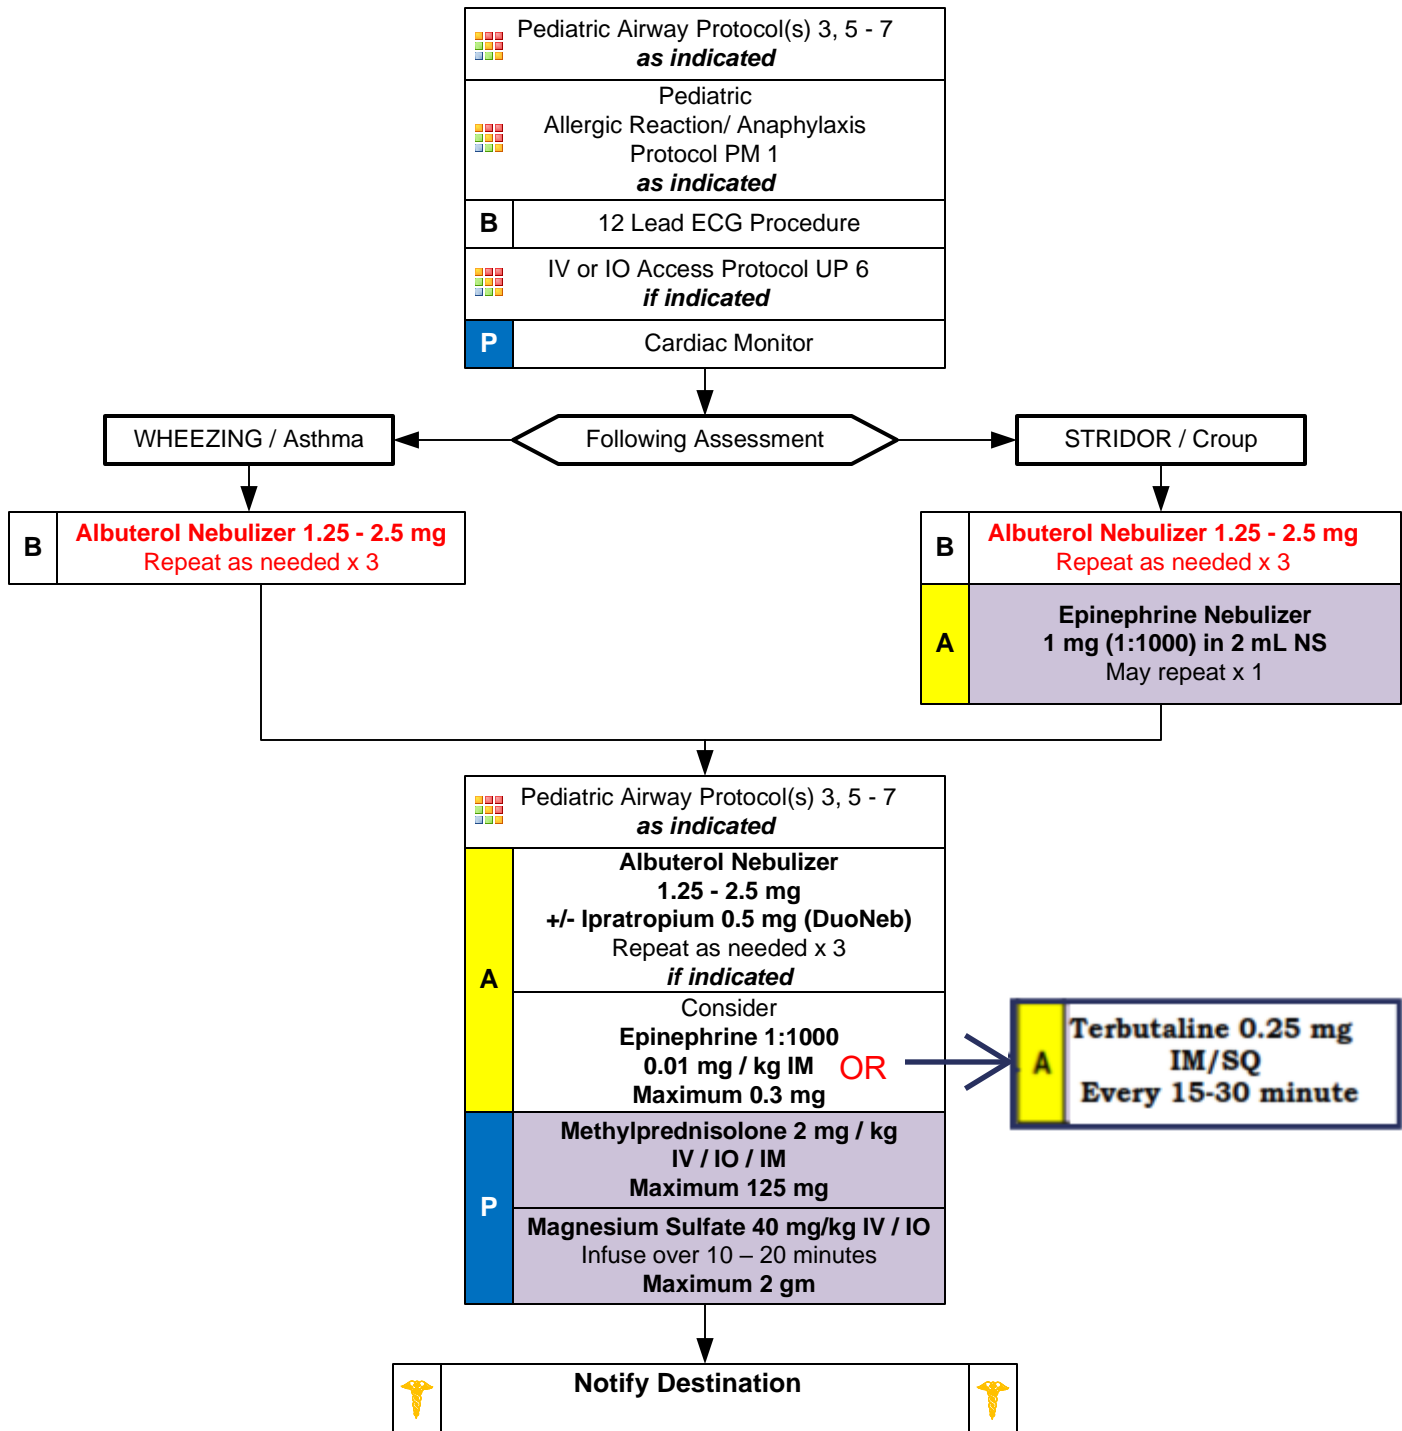 Pediatric Airway Protocol(s) 3, 5 - 7
as indicated
Pediatric
Allergic Reaction/ Anaphylaxis
Protocol PM 1
as indicated
B
12 Lead ECG Procedure
IV or IO Access Protocol UP 6
if indicated
P
Cardiac Monitor
WHEEZING / Asthma
Following Assessment
STRIDOR / Croup
B
Albuterol Nebulizer 1.25 - 2.5 mg
Repeat as needed x 3
B
Albuterol Nebulizer 1.25 - 2.5 mg
Repeat as needed x 3
A
Epinephrine Nebulizer
1 mg (1:1000) in 2 mL NS
May repeat x 1
Pediatric Airway Protocol(s) 3, 5 - 7
as indicated
A
Albuterol Nebulizer
1.25 - 2.5 mg
+/- Ipratropium 0.5 mg (DuoNeb)
Repeat as needed x 3
if indicated
Consider
Epinephrine 1:1000
0.01 mg / kg IM
Maximum 0.3 mg
OR
A
Terbutaline 0.25 mg
IM/SQ
Every 15-30 minute
P
Methylprednisolone 2 mg / kg
IV / IO / IM
Maximum 125 mg
Magnesium Sulfate 40 mg/kg IV / IO
Infuse over 10 – 20 minutes
Maximum 2 gm
Notify Destination